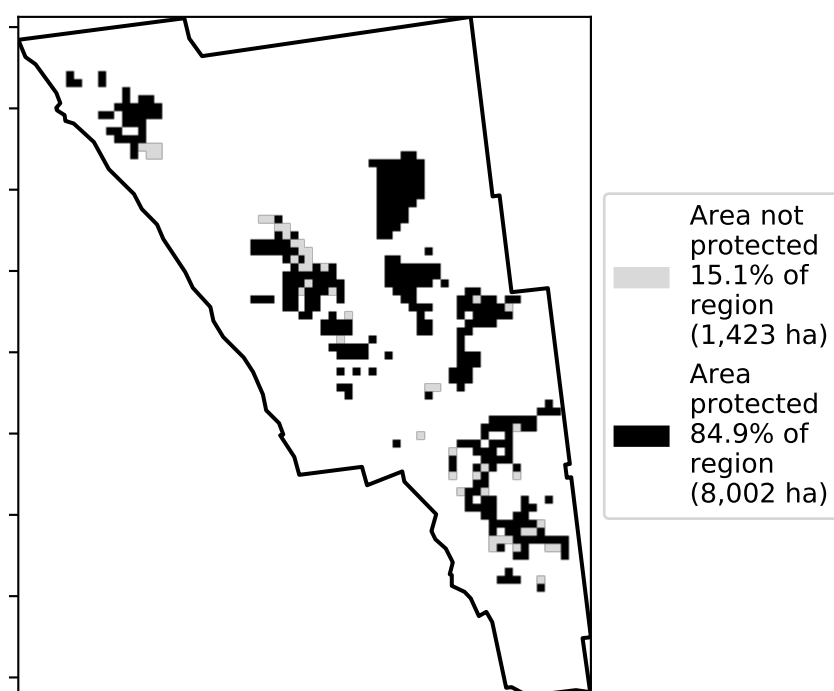 Area not
protected
15.1% of
region
(1,423 ha)
Area
protected
84.9% of
region
(8,002 ha)